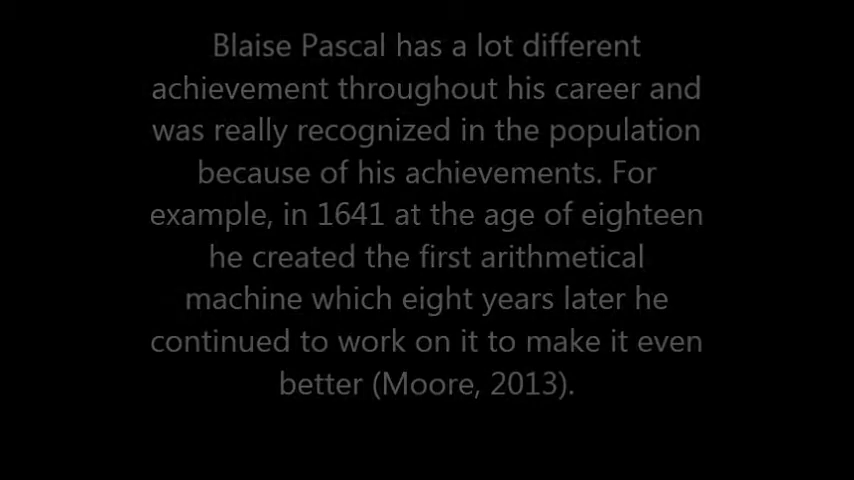 Blaise Pascal has a lot different
achievement throughout his career and
was really recognized in the population
because of his achievements. For
example, in 1641 at the age of eighteen
he created the first arithmetical
machine which eight years later he
continued to work on it to make it even
better (Moore, 2013).